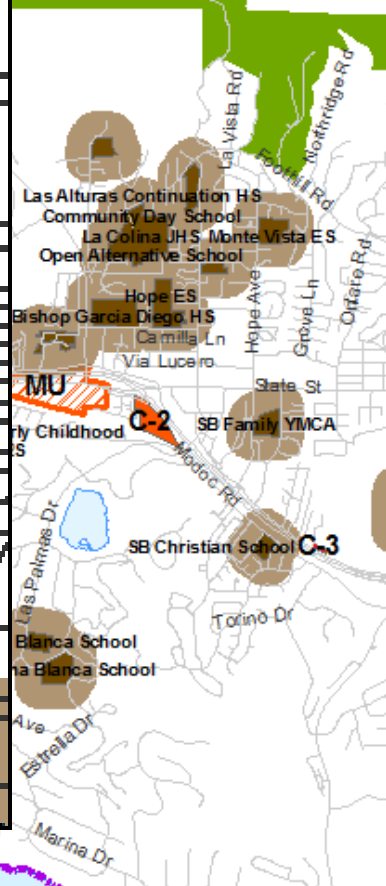 La Vista Rd
Northridge Rd
Foothill Rd
Las Alturas Continuation HS
Community Day School
La Colina JHS
Monte Vista ES
Open Alternative School
Ontare Rd
Hope Ave
Grove Ln
Hope ES
Bishop Garcia Diego HS
Camilla Ln
Via Lucero
MU
State St
C-2
SB Family YMCA
rly Childhood
ES
Modoc Rd
Las Palmas Dr
SB Christian School
C-3
Torino Dr
Blanca School
na Blanca School
Ave
Estrella Dr
Marina Dr